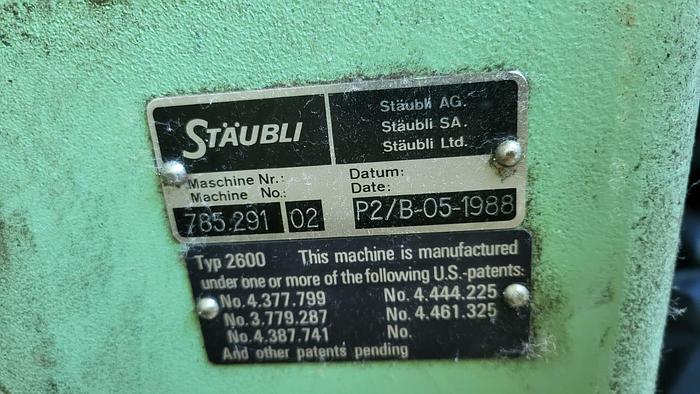 STÄUBLI
Stäubli AG.
Stäubli SA.
Stäubli Ltd.
Maschine Nr.:
Machine No.:
Datum:
Date:
785.291 02
P2/B-05-1988
Typ 2600 This machine is manufactured
under one or more of the following U.S.-patents:
No. 4.377.799 No. 4.444.225
No. 3.779.287 No. 4.461.325
No. 4.387.741 No.
And other patents pending